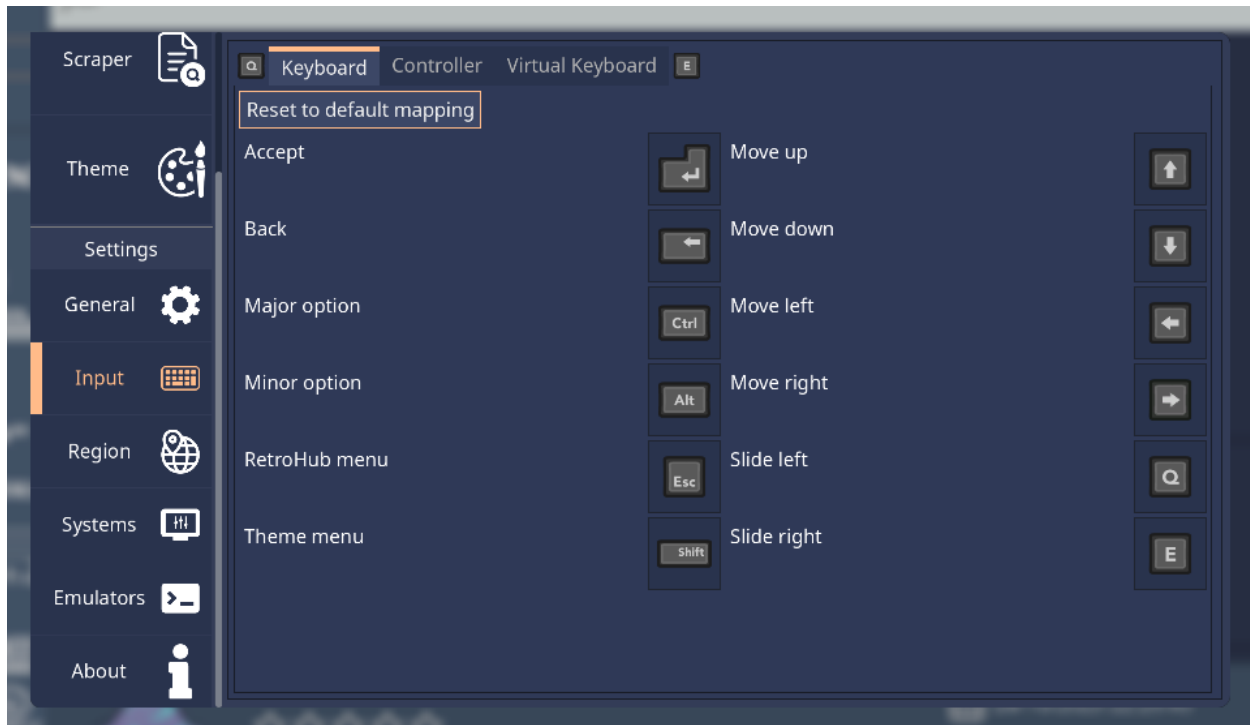 Scraper
Theme
Settings
General
Input
Region
Systems
Emulators
About
Q Keyboard Controller Virtual Keyboard E
Reset to default mapping
Accept
Back
Major option Ctrl
Minor option Alt
RetroHub menu Esc
Theme menu Shift
Move up
Move down
Move left
Move right
Slide left Q
Slide right E